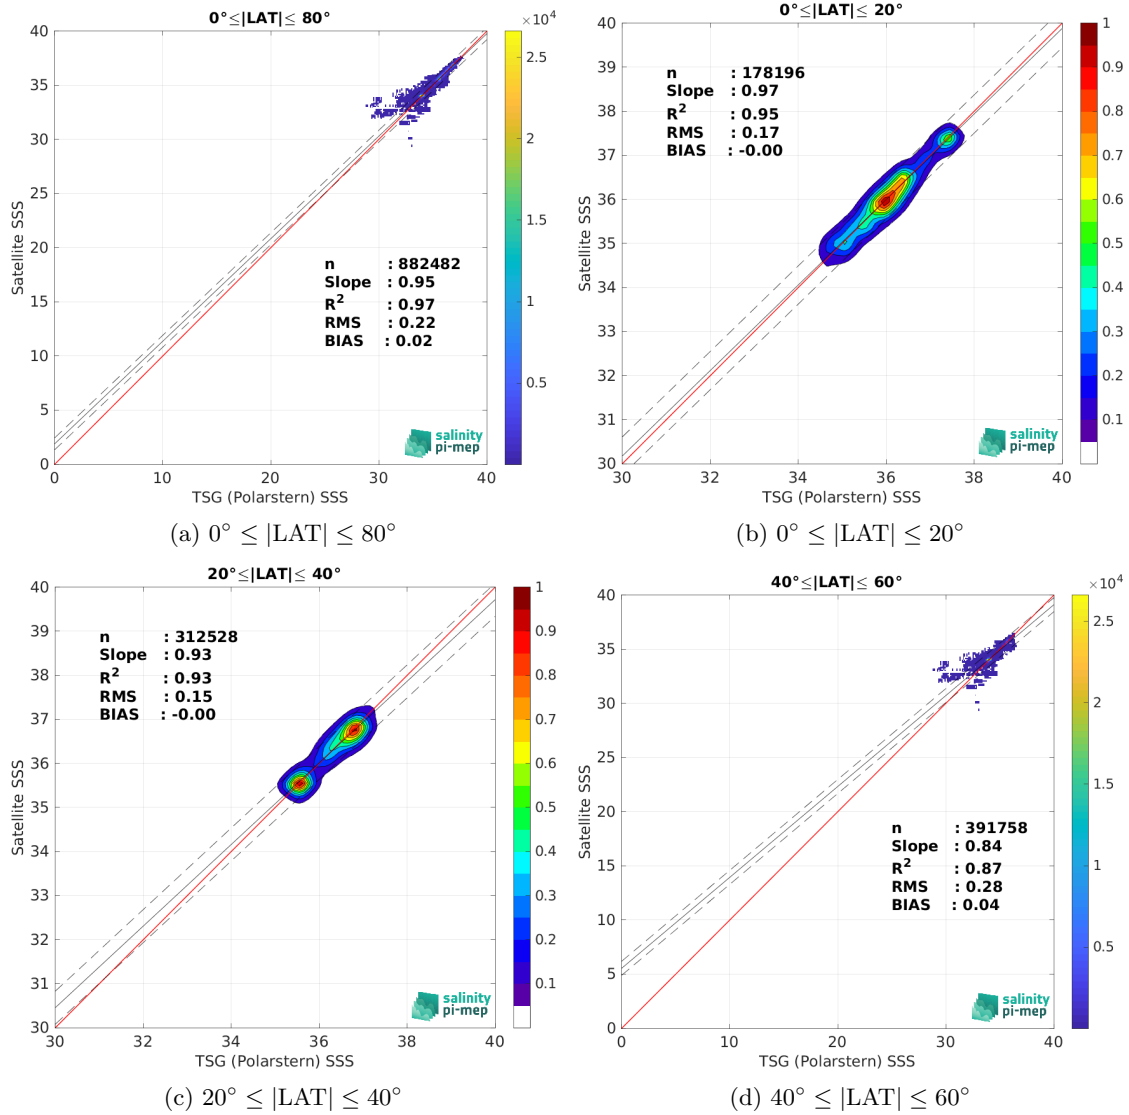 0°≤|LAT|≤ 80°
×10⁴
40
35
30
25
20
15
10
5
0
0 10 20 30 40
2.5
2
1.5
1
0.5
0
Satellite SSS
TSG (Polarstern) SSS
n : 882482
Slope : 0.95
R² : 0.97
RMS : 0.22
BIAS : 0.02
salinity
pi-mep
(a) 0° ≤ |LAT| ≤ 80°
0°≤|LAT|≤ 20°
40
39
38
37
36
35
34
33
32
31
30
30 32 34 36 38 40
1
0.9
0.8
0.7
0.6
0.5
0.4
0.3
0.2
0.1
Satellite SSS
TSG (Polarstern) SSS
n : 178196
Slope : 0.97
R² : 0.95
RMS : 0.17
BIAS : -0.00
salinity
pi-mep
(b) 0° ≤ |LAT| ≤ 20°
20°≤|LAT|≤ 40°
40
39
38
37
36
35
34
33
32
31
30
30 32 34 36 38 40
1
0.9
0.8
0.7
0.6
0.5
0.4
0.3
0.2
0.1
Satellite SSS
TSG (Polarstern) SSS
n : 312528
Slope : 0.93
R² : 0.93
RMS : 0.15
BIAS : -0.00
salinity
pi-mep
(c) 20° ≤ |LAT| ≤ 40°
40°≤|LAT|≤ 60°
×10⁴
40
35
30
25
20
15
10
5
0
0 10 20 30 40
2.5
2
1.5
1
0.5
0
Satellite SSS
TSG (Polarstern) SSS
n : 391758
Slope : 0.84
R² : 0.87
RMS : 0.28
BIAS : 0.04
salinity
pi-mep
(d) 40° ≤ |LAT| ≤ 60°